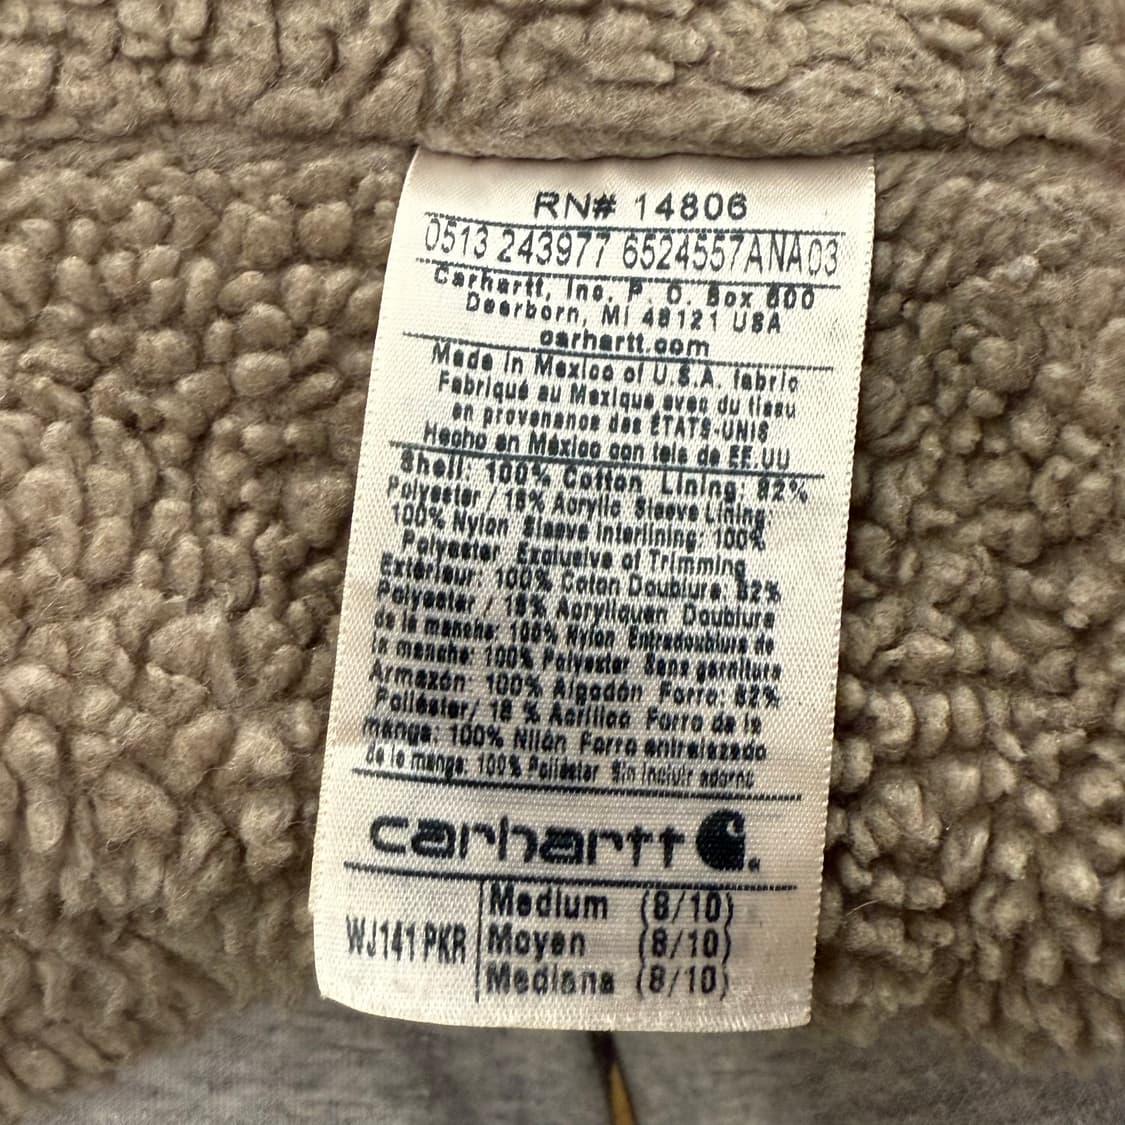 RN# 14806
0513 243977 6524557ANA03
Carhartt, Inc. P. O. Box 600
Dearborn, MI 48121 USA
carhartt.com
Made in Mexico of U.S.A. fabric
Fabriqué au Mexique avec du tissu
en provenance des ÉTATS-UNIS
Hecho en México con tela de EE.UU
Shell: 100% Cotton Lining: 82%
Polyester / 18% Acrylic Sleeve Lining:
100% Nylon Sleeve Interlining: 100%
Polyester Exclusive of Trimming
Extérieur: 100% Coton Doublure: 82%
Polyester / 18% Acryliquen Doublure
de la manche: 100% Nylon Entredoublure de
la manche: 100% Polyester Sans garniture
Armazón: 100% Algodón Forro: 82%
Poliéster/ 18 % Acrílico Forro de la
manga: 100% Nilón Forro entrelazado
de la manga: 100% Poliéster Sin incluir adorno
carhartt
WJ141 PKR
Medium (8/10)
Moyen (8/10)
Mediana (8/10)